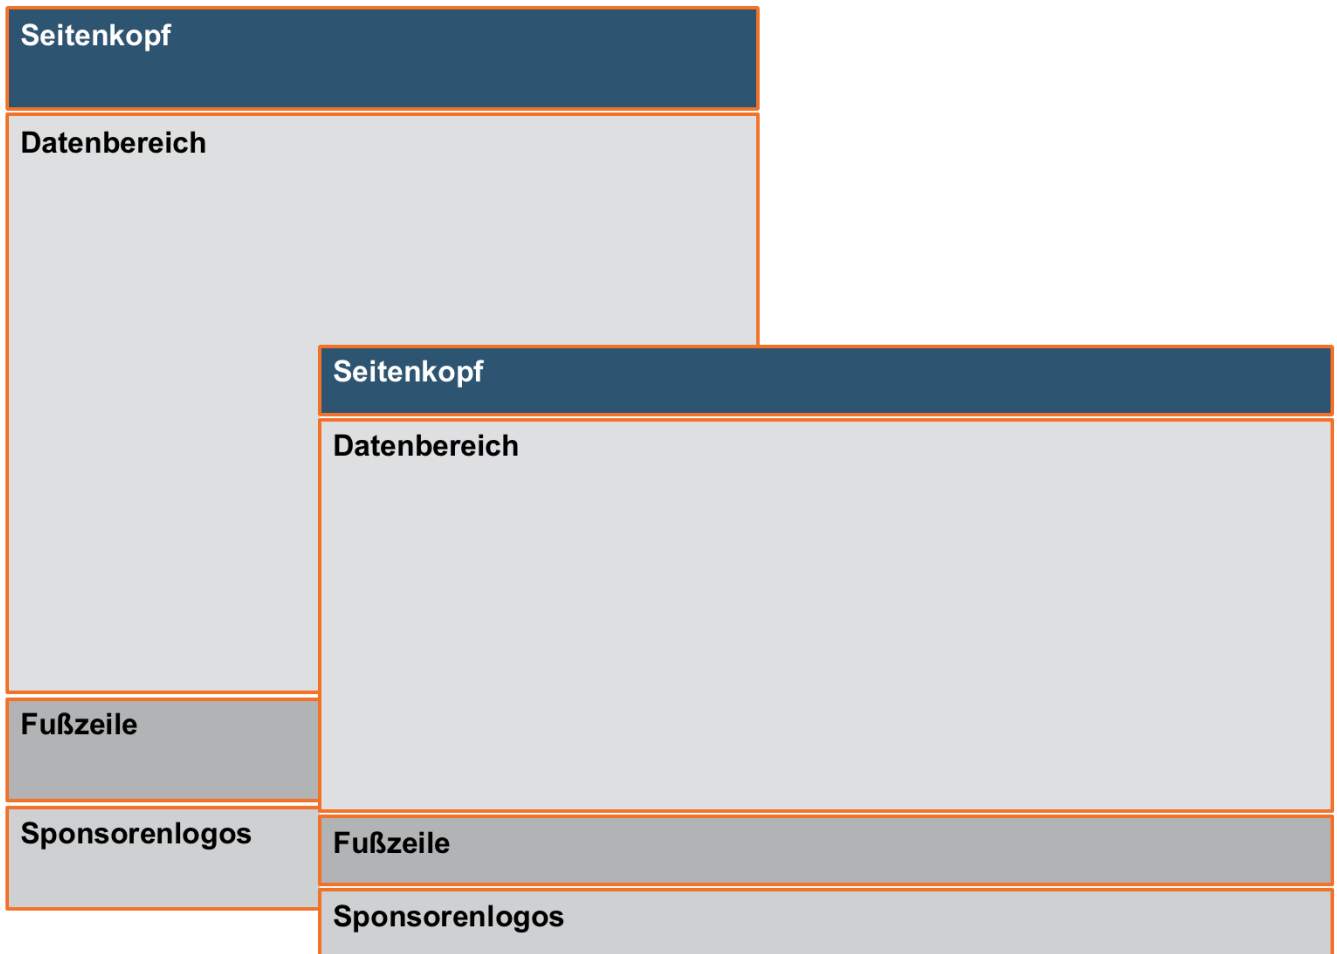 Seitenkopf
Datenbereich
Fußzeile
Sponsorenlogos
Seitenkopf
Datenbereich
Fußzeile
Sponsorenlogos